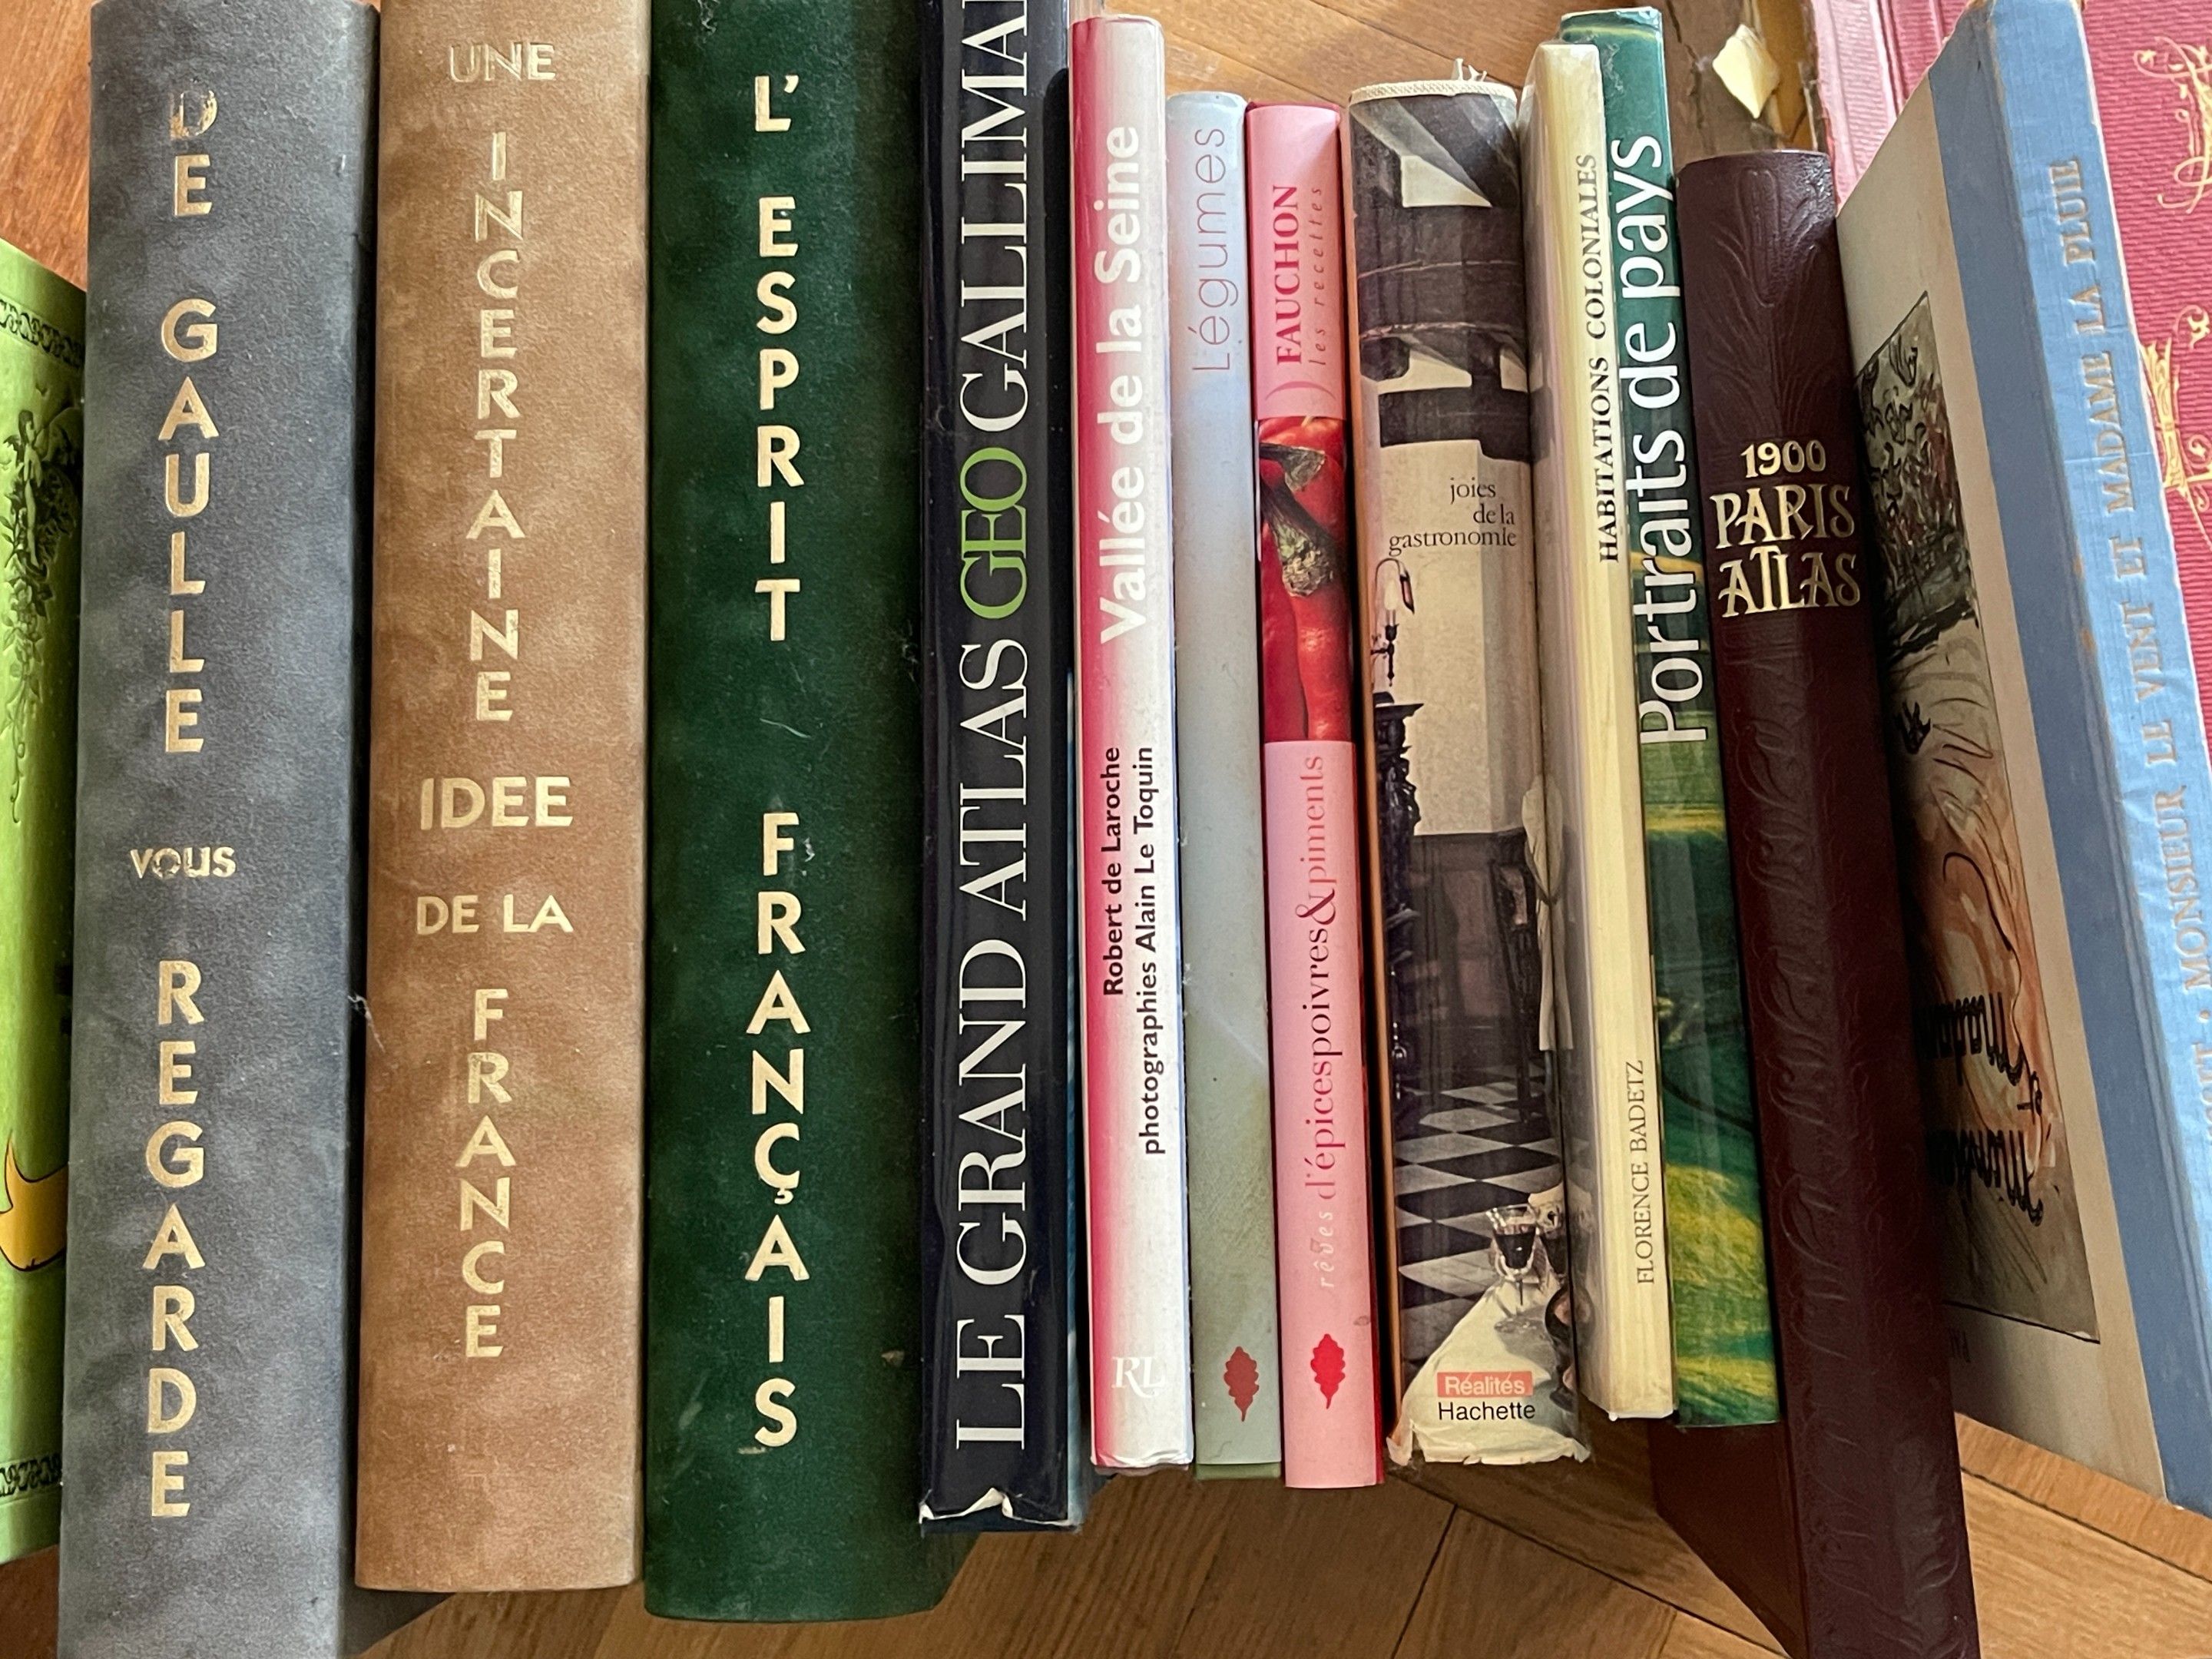 DE GAULLE VOUS REGARDE
UNE INCERTAINE IDEE DE LA FRANCE
L' ESPRIT FRANÇAIS
LE GRAND ATLAS GEO
Vallée de la Seine
Robert de Laroche
photographies Alain Le Toquin
RL
Légumes
FAUCHON
les recettes
rêves d'épicespoivres&piments
joies
de la
gastronomie
Réalités
Hachette
HABITATIONS COLONIALES
FLORENCE BADETZ
Portraits de pays
1900
PARIS
ATLAS
MONSIEUR LE VENT ET MADAME LA PLUIE